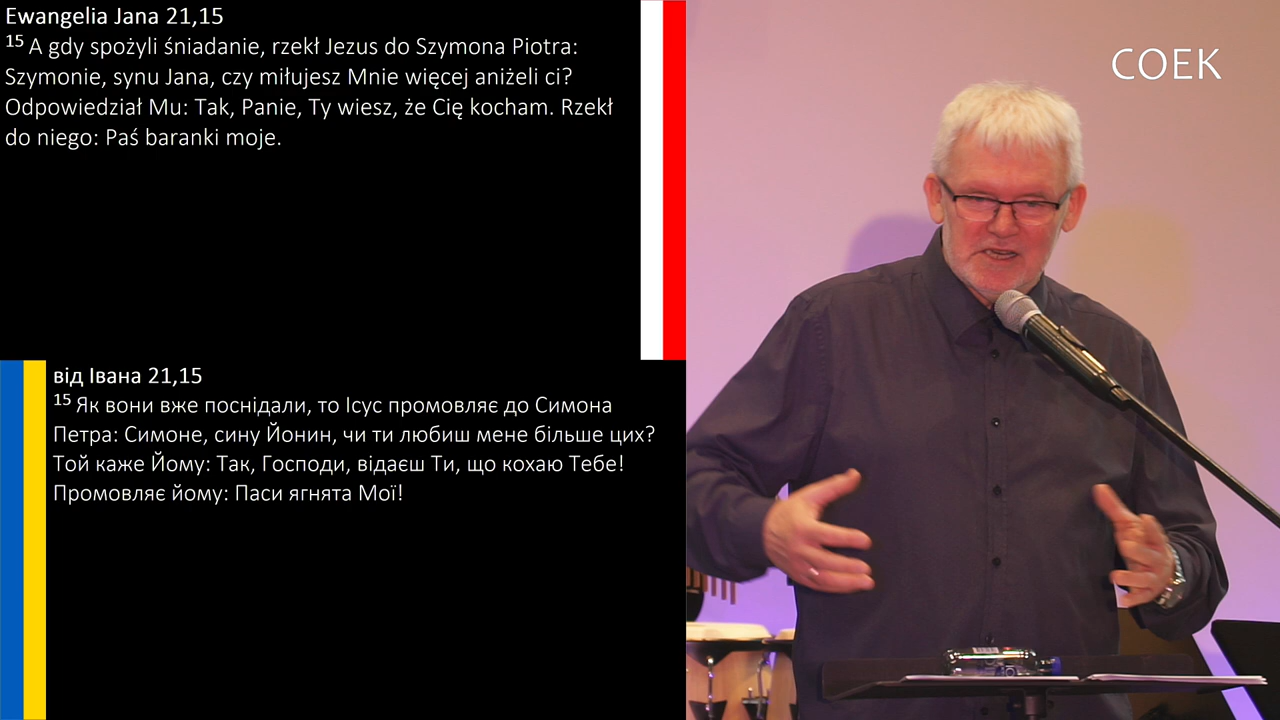 Ewangelia Jana 21,15
15 A gdy spożyli śniadanie, rzekł Jezus do Szymona Piotra:
Szymonie, synu Jana, czy miłujesz Mnie więcej aniżeli ci?
Odpowiedział Mu: Tak, Panie, Ty wiesz, że Cię kocham. Rzekł
do niego: Paś baranki moje.
COEK
від Івана 21,15
15 Як вони вже поснідали, то Ісус промовляє до Симона
Петра: Симоне, сину Йонин, чи ти любиш мене більше цих?
Той каже Йому: Так, Господи, відаєш Ти, що кохаю Тебе!
Промовляє йому: Паси ягнята Мої!